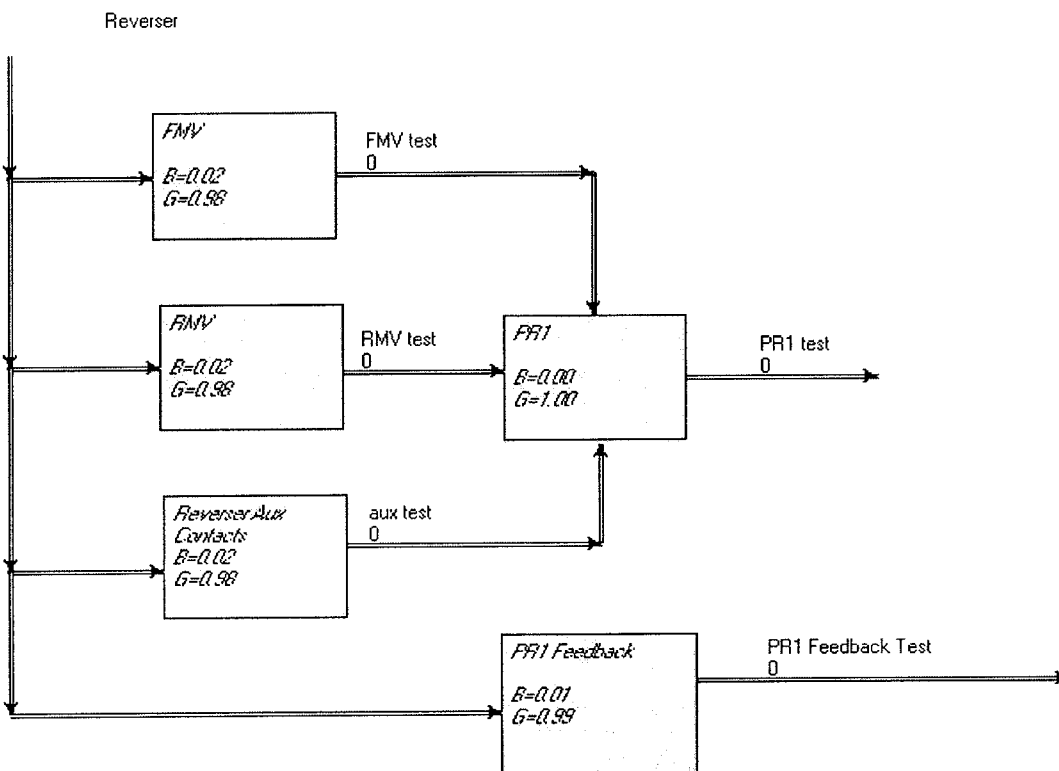 Reverser
FMV
B=0.02
G=0.98
FMV test
0
RMV
B=0.02
G=0.98
RMV test
0
PR1
B=0.00
G=1.00
PR1 test
0
Reverser Aux
Contacts
B=0.02
G=0.98
aux test
0
PR1 Feedback
B=0.01
G=0.99
PR1 Feedback Test
0